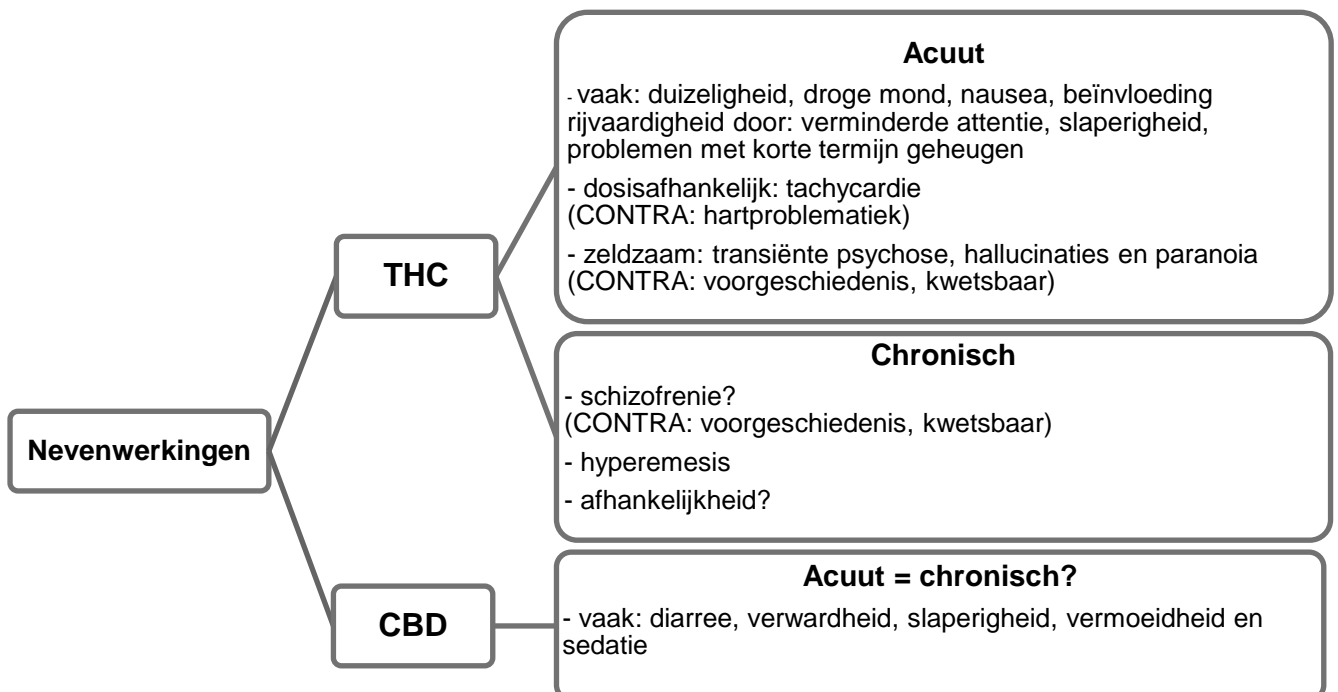 Acuut
- vaak: duizeligheid, droge mond, nausea, beïnvloeding
rijvaardigheid door: verminderde attentie, slaperigheid,
problemen met korte termijn geheugen
- dosisafhankelijk: tachycardie
(CONTRA: hartproblematiek)
- zeldzaam: transiënte psychose, hallucinaties en paranoia
(CONTRA: voorgeschiedenis, kwetsbaar)
THC
Chronisch
- schizofrenie?
(CONTRA: voorgeschiedenis, kwetsbaar)
- hyperemesis
- afhankelijkheid?
Nevenwerkingen
Acuut = chronisch?
- vaak: diarree, verwardheid, slaperigheid, vermoeidheid en
sedatie
CBD